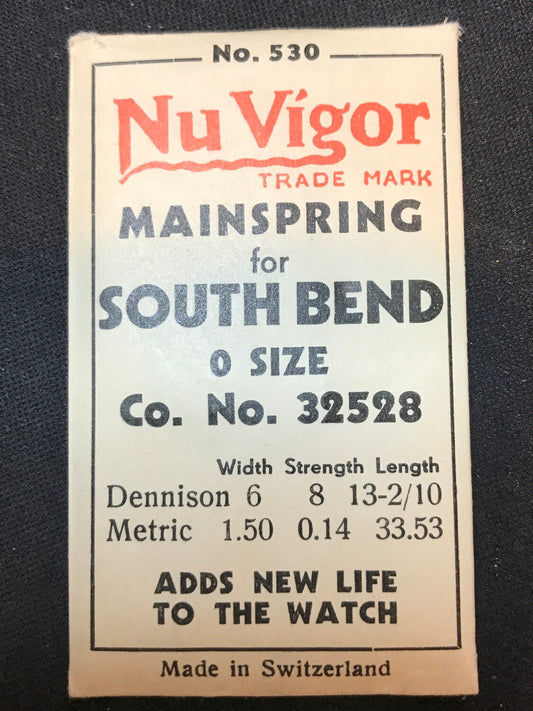 No. 530
Nu Vigor
TRADE MARK
MAINSPRING
for
SOUTH BEND
0 SIZE
Co. No. 32528
Width Strength Length
Dennison 6 8 13-2/10
Metric 1.50 0.14 33.53
ADDS NEW LIFE
TO THE WATCH
Made in Switzerland